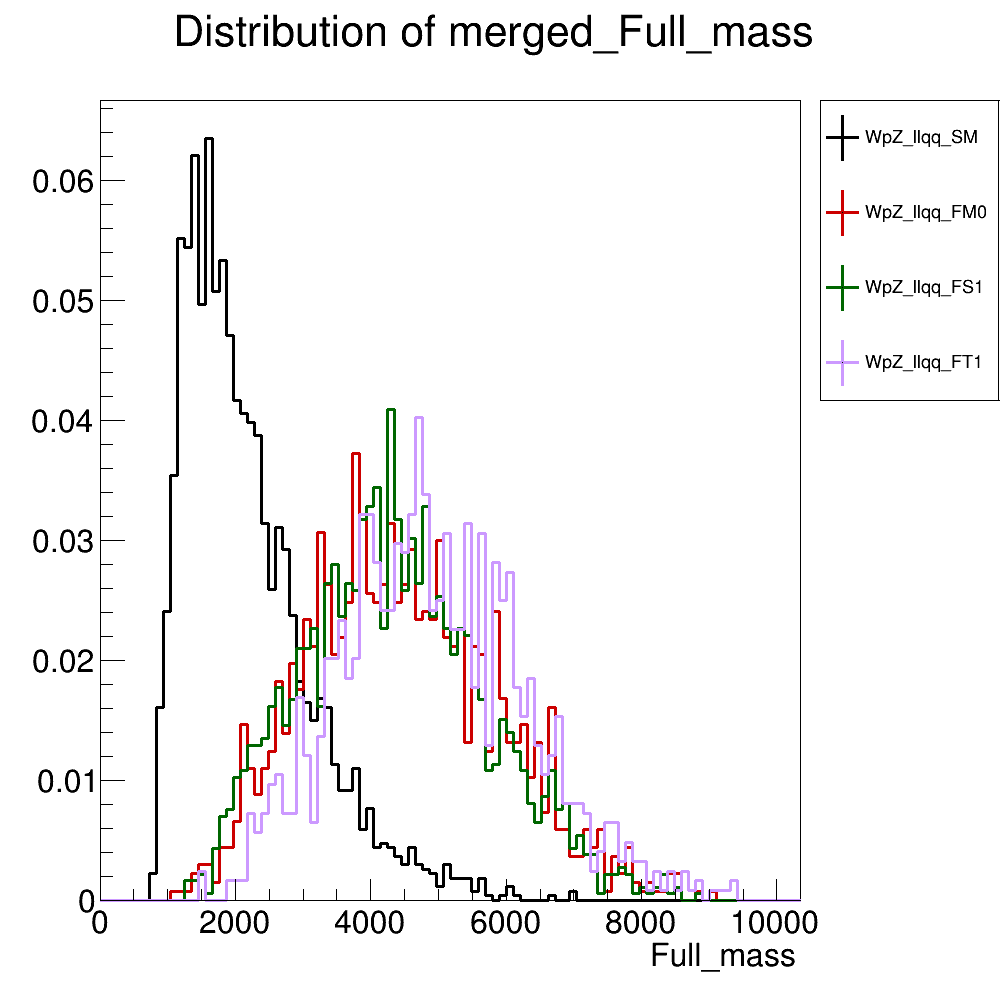 Distribution of merged_Full_mass
WpZ_llqq_SM
WpZ_llqq_FM0
WpZ_llqq_FS1
WpZ_llqq_FT1
0.06
0.05
0.04
0.03
0.02
0.01
0
0 2000 4000 6000 8000 10000
Full_mass